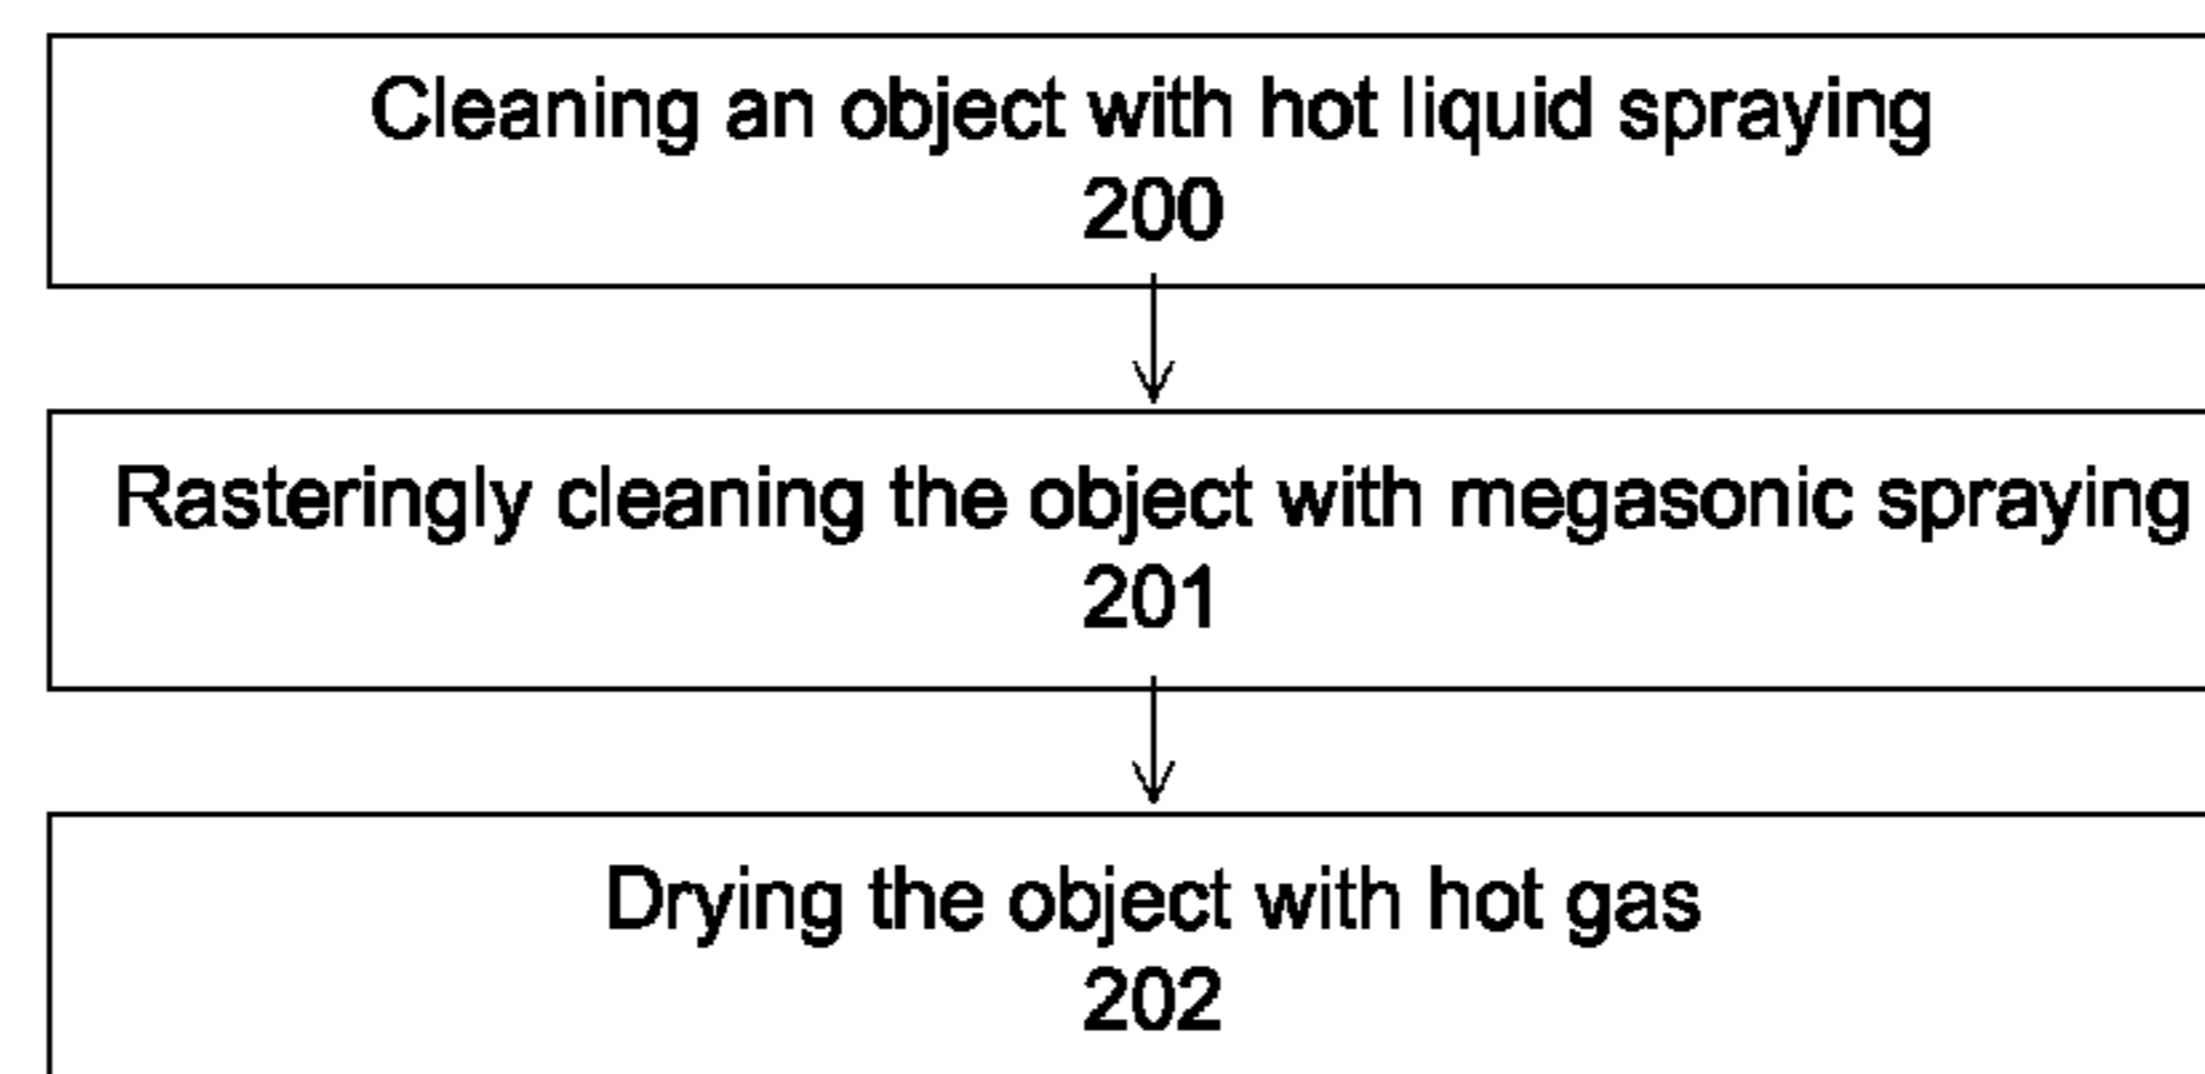 Cleaning an object with hot liquid spraying
200
Rasteringly cleaning the object with megasonic spraying
201
Drying the object with hot gas
202